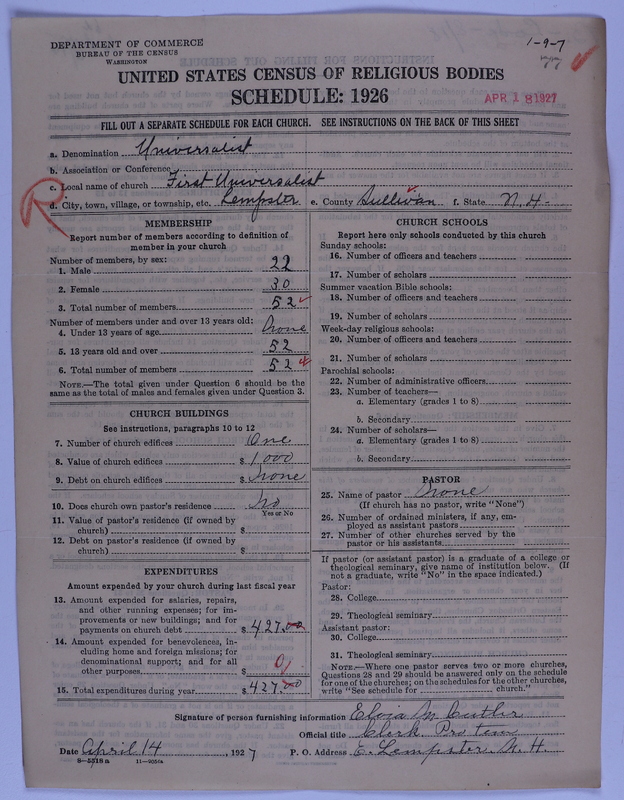 DEPARTMENT OF COMMERCE
BUREAU OF THE CENSUS
WASHINGTON
1-9-7
UNITED STATES CENSUS OF RELIGIOUS BODIES
SCHEDULE: 1926
APR 18 1927
FILL OUT A SEPARATE SCHEDULE FOR EACH CHURCH. SEE INSTRUCTIONS ON THE BACK OF THIS SHEET
a. Denomination Universalist
b. Association or Conference
c. Local name of church First Universalist
d. City, town, village, or township, etc. Lempster e. County Sullivan f. State N. H.
R
MEMBERSHIP
Report number of members according to definition of
member in your church
Number of members, by sex:
1. Male 22
2. Female 30
3. Total number of members 52
Number of members under and over 13 years old:
4. Under 13 years of age None
5. 13 years old and over 52
6. Total number of members 52
NOTE.—The total given under Question 6 should be the
same as the total of males and females given under Question 3.
CHURCH BUILDINGS
See instructions, paragraphs 10 to 12
7. Number of church edifices One
8. Value of church edifices $ 1,000
9. Debt on church edifices $ None
10. Does church own pastor's residence No
Yes or No
11. Value of pastor's residence (if owned by
church) $
12. Debt on pastor's residence (if owned by
church) $
EXPENDITURES
Amount expended by your church during last fiscal year
13. Amount expended for salaries, repairs,
and other running expenses; for im-
provements or new buildings; and for
payments on church debt $ 427.00
14. Amount expended for benevolences, in-
cluding home and foreign missions; for
denominational support; and for all
other purposes $ 0
15. Total expenditures during year $ 427.00
CHURCH SCHOOLS
Report here only schools conducted by this church
Sunday schools:
16. Number of officers and teachers
17. Number of scholars
Summer vacation Bible schools:
18. Number of officers and teachers
19. Number of scholars
Week-day religious schools:
20. Number of officers and teachers
21. Number of scholars
Parochial schools:
22. Number of administrative officers
23. Number of teachers—
a. Elementary (grades 1 to 8)
b. Secondary
24. Number of scholars—
a. Elementary (grades 1 to 8)
b. Secondary
PASTOR
25. Name of pastor None
(If church has no pastor, write "None")
26. Number of ordained ministers, if any, em-
ployed as assistant pastors
27. Number of other churches served by the
pastor or his assistants
If pastor (or assistant pastor) is a graduate of a college or
theological seminary, give name of institution below. (If
not a graduate, write "No" in the space indicated.)
Pastor:
28. College
29. Theological seminary
Assistant pastor:
30. College
31. Theological seminary
NOTE.—Where one pastor serves two or more churches,
Questions 28 and 29 should be answered only on the schedule
for one of the churches; on the schedules for the other churches,
write "See schedule for church."
Signature of person furnishing information M. Cutler
Official title Clerk Pro tem
Date April 14, 1927 P. O. Address E. Lempster N. H.
8-5318a 11-9051a